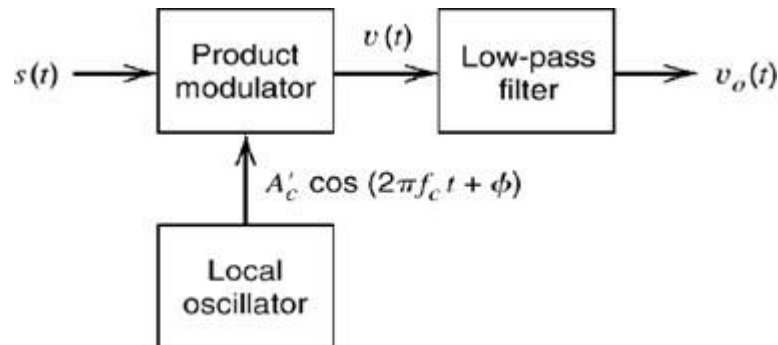 s(t)
Product
modulator
v(t)
Low-pass
filter
v_o(t)
A'_c cos (2πf_c t + ϕ)
Local
oscillator